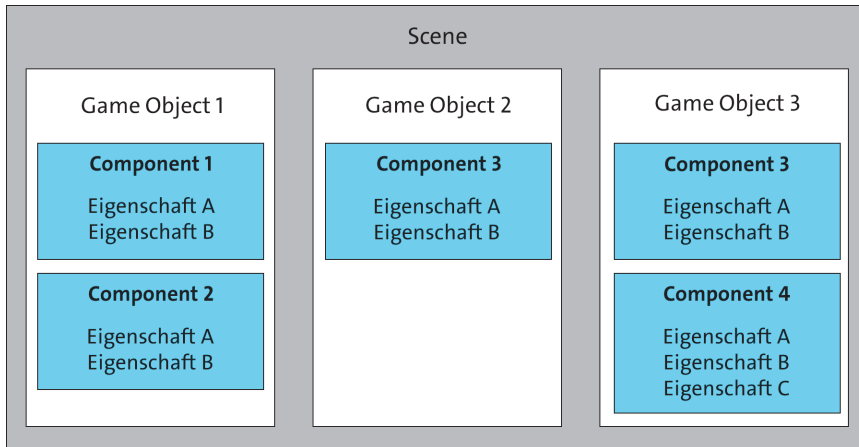 Scene
Game Object 1
Component 1
Eigenschaft A
Eigenschaft B
Component 2
Eigenschaft A
Eigenschaft B
Game Object 2
Component 3
Eigenschaft A
Eigenschaft B
Game Object 3
Component 3
Eigenschaft A
Eigenschaft B
Component 4
Eigenschaft A
Eigenschaft B
Eigenschaft C